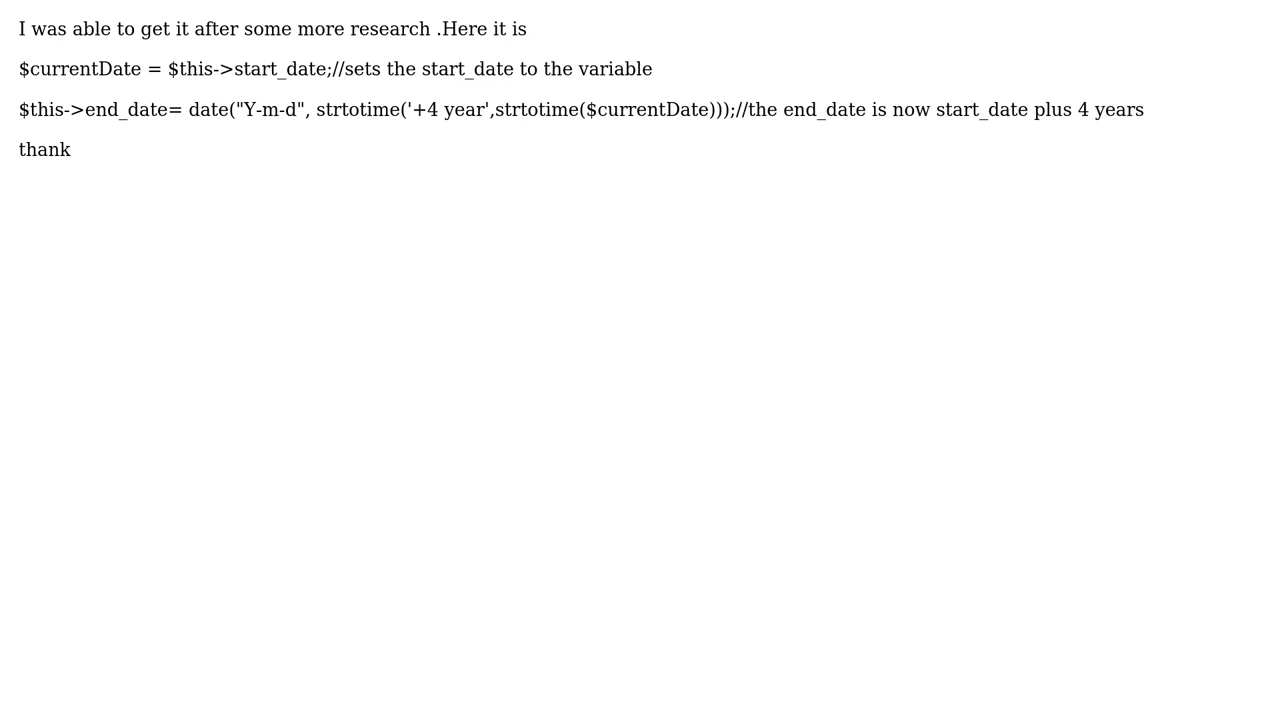 I was able to get it after some more research .Here it is
$currentDate = $this->start_date;//sets the start_date to the variable
$this->end_date= date("Y-m-d", strtotime('+4 year',strtotime($currentDate)));//the end_date is now start_date plus 4 years
thank